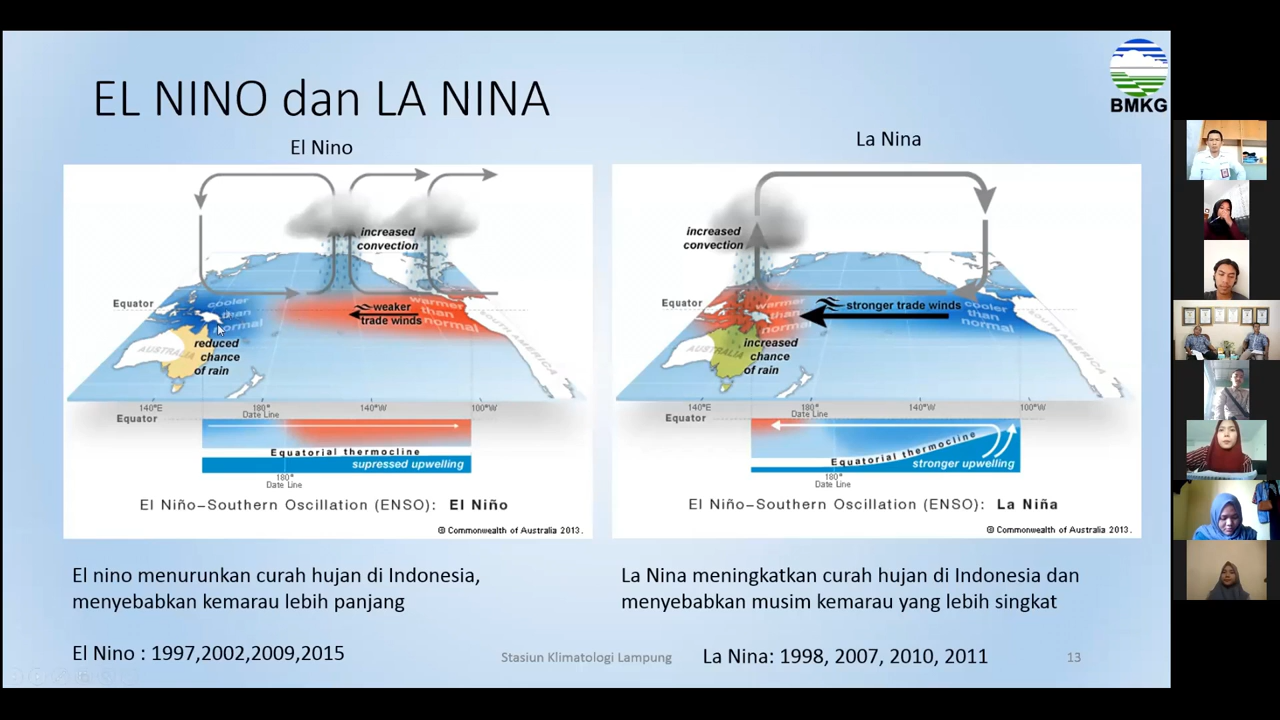 EL NINO dan LA NINA
BMKG
El Nino
increased
convection
Equator
cooler
than
normal
weaker
trade winds
warmer
than
normal
AUSTRALIA
reduced
chance
of rain
SOUTH AMERICA
140°E
180°
Date Line
140°W
100°W
Equator
Equatorial thermocline
supressed upwelling
180°
Date Line
El Niño–Southern Oscillation (ENSO): El Niño
© Commonwealth of Australia 2013.
La Nina
increased
convection
Equator
warmer
than
normal
stronger trade winds
cooler
than
normal
AUSTRALIA
increased
chance
of rain
SOUTH AMERICA
140°E
180°
Date Line
140°W
100°W
Equator
Equatorial thermocline
stronger upwelling
180°
Date Line
El Niño–Southern Oscillation (ENSO): La Niña
© Commonwealth of Australia 2013.
El nino menurunkan curah hujan di Indonesia,
menyebabkan kemarau lebih panjang
La Nina meningkatkan curah hujan di Indonesia dan
menyebabkan musim kemarau yang lebih singkat
El Nino : 1997,2002,2009,2015
Stasiun Klimatologi Lampung
La Nina: 1998, 2007, 2010, 2011
13